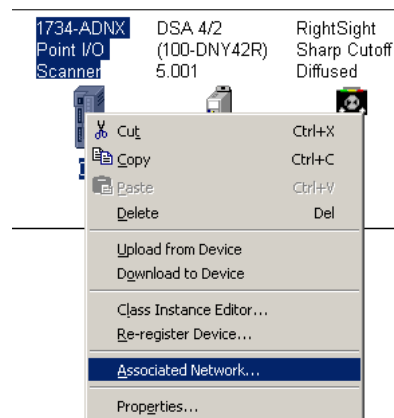 1734-ADNX
Point I/O
Scanner
DSA 4/2
(100-DNY42R)
5.001
RightSight
Sharp Cutoff
Diffused
Cut Ctrl+X
Copy Ctrl+C
Paste Ctrl+V
Delete Del
Upload from Device
Download to Device
Class Instance Editor...
Re-register Device...
Associated Network...
Properties...